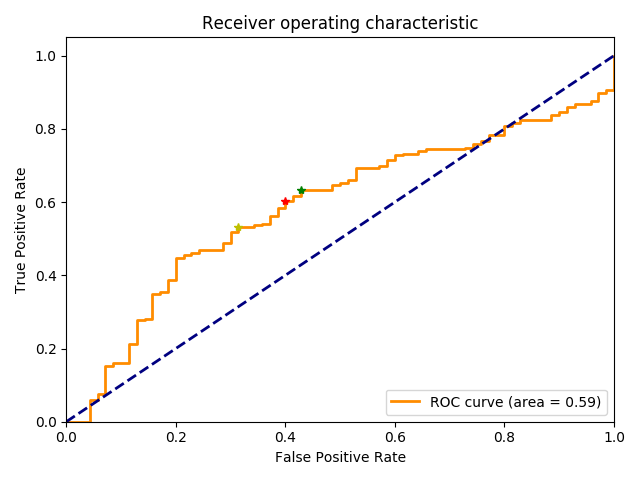 Receiver operating characteristic
1.0
0.8
0.6
0.4
0.2
0.0
True Positive Rate
ROC curve (area = 0.59)
0.0 0.2 0.4 0.6 0.8 1.0
False Positive Rate